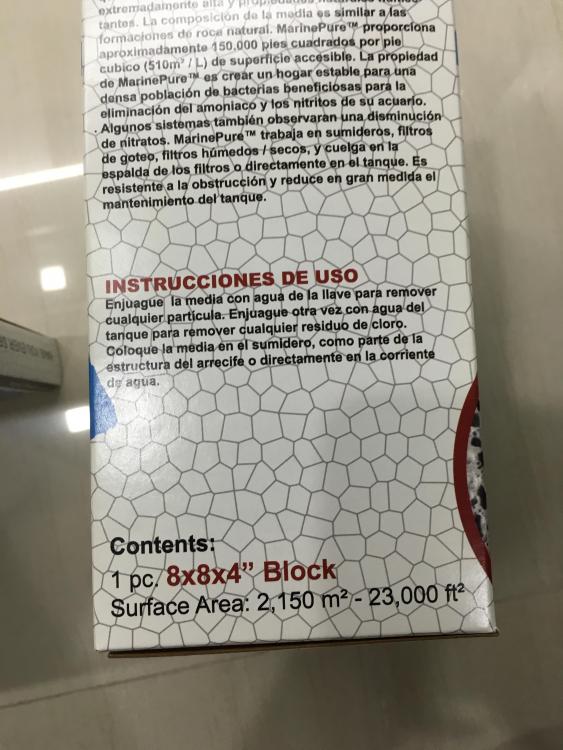 extremadamente alta y propiedades
tantes. La composición de la media es similar a las
formaciones de roca natural. MarinePure™ proporciona
aproximadamente 150,000 pies cuadrados por pie
cubico (510m² / L) de superficie accesible. La propiedad
de MarinePure™ es crear un hogar estable para una
densa población de bacterias beneficiosas para la
eliminación del amoniaco y los nitritos de su acuario.
Algunos sistemas también observaran una disminución
de nitratos. MarinePure™ trabaja en sumideros, filtros
de goteo, filtros húmedos / secos, y cuelga en la
espalda de los filtros o directamente en el tanque. Es
resistente a la obstrucción y reduce en gran medida el
mantenimiento del tanque.
INSTRUCCIONES DE USO
Enjuague la media con agua de la llave para remover
cualquier particula. Enjuague otra vez con agua del
tanque para remover cualquier residuo de cloro.
Coloque la media en el sumidero, como parte de la
estructura del arrecife o directamente en la corriente
de agua.
Contents:
1 pc. 8x8x4” Block
Surface Area: 2,150 m² - 23,000 ft²